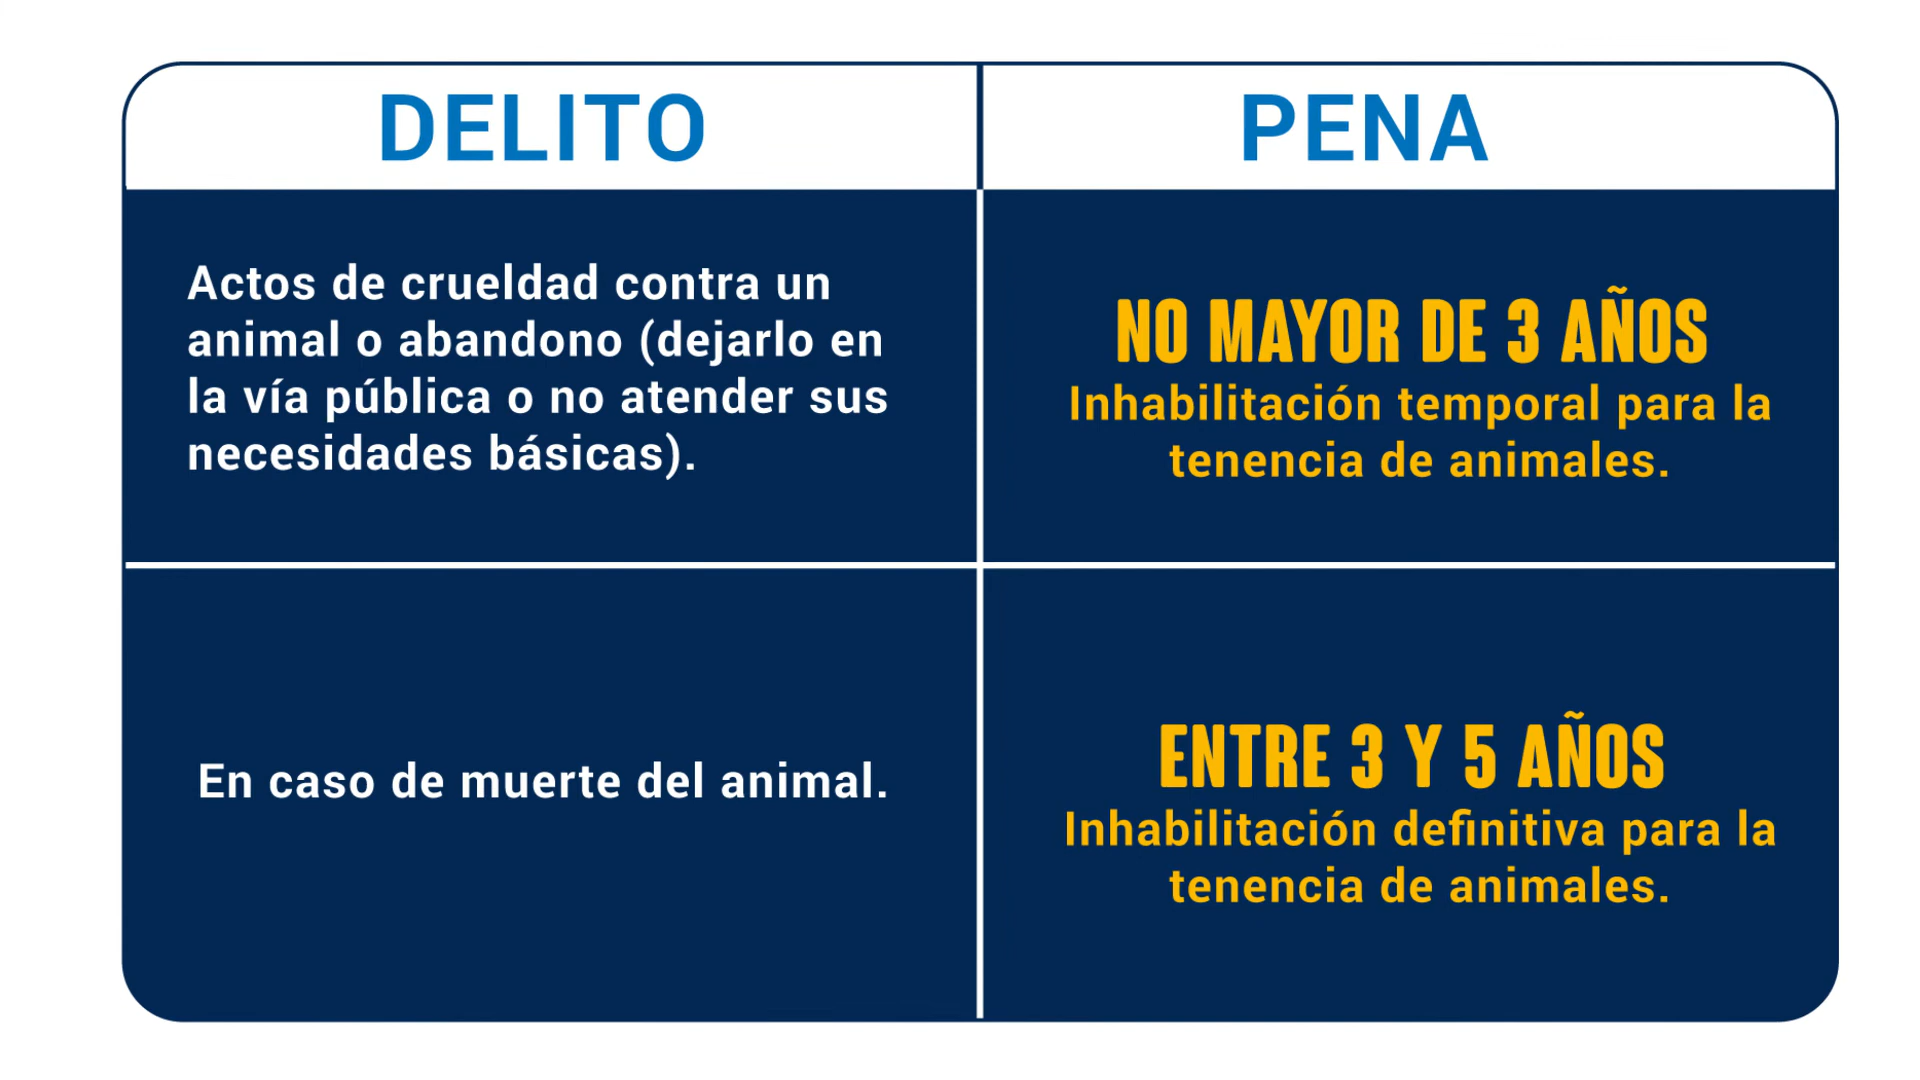 DELITO
PENA
Actos de crueldad contra un
animal o abandono (dejarlo en
la vía pública o no atender sus
necesidades básicas).
NO MAYOR DE 3 AÑOS
Inhabilitación temporal para la
tenencia de animales.
En caso de muerte del animal.
ENTRE 3 Y 5 AÑOS
Inhabilitación definitiva para la
tenencia de animales.